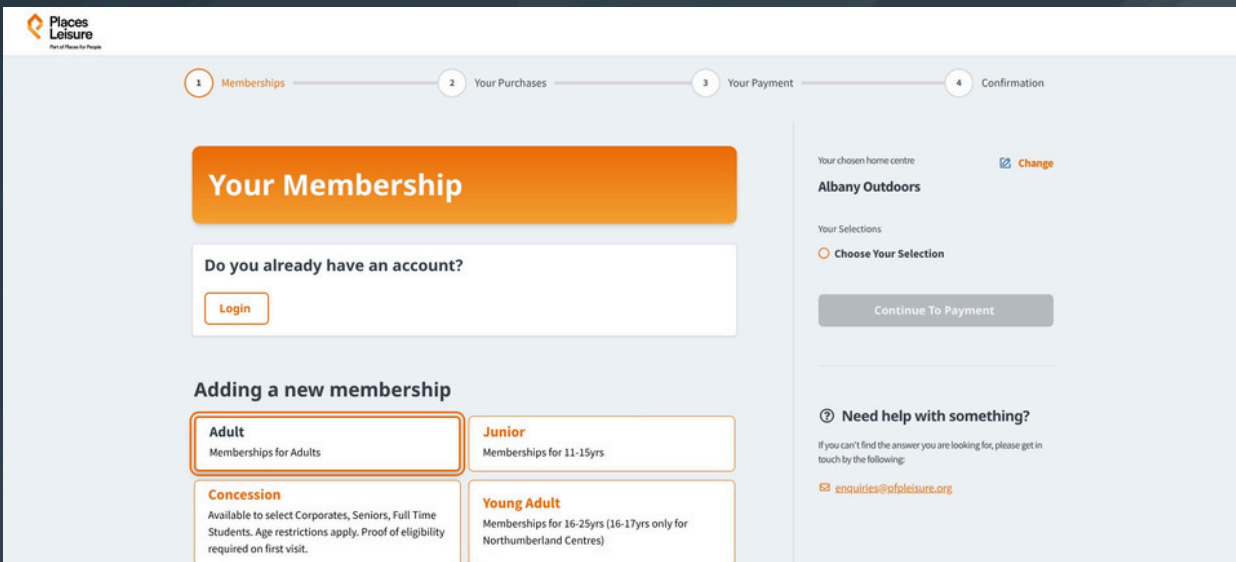 Places
Leisure
Part of Places for People
1 Memberships
2 Your Purchases
3 Your Payment
4 Confirmation
Your Membership
Do you already have an account?
Login
Adding a new membership
Adult
Memberships for Adults
Junior
Memberships for 11-15yrs
Concession
Available to select Corporates, Seniors, Full Time
Students. Age restrictions apply. Proof of eligibility
required on first visit.
Young Adult
Memberships for 16-25yrs (16-17yrs only for
Northumberland Centres)
Your chosen home centre
Change
Albany Outdoors
Your Selections
Choose Your Selection
Continue To Payment
? Need help with something?
If you can't find the answer you are looking for, please get in
touch by the following:
enquiries@pfpleisure.org